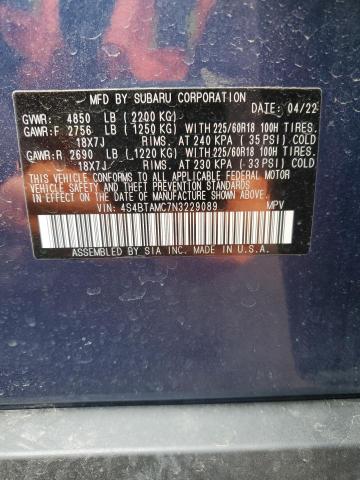 MFD BY SUBARU CORPORATION
DATE: 04/22
GVWR: 4850 LB (2200 KG)
GAWR:F 2756 LB (1250 KG) WITH 225/60R18 100H TIRES.
18X7J RIMS. AT 240 KPA (35 PSI) COLD
GAWR:R 2690 LB (1220 KG) WITH 225/60R18 100H TIRES.
18X7J RIMS. AT 230 KPA (33 PSI) COLD
THIS VEHICLE CONFORMS TO ALL APPLICABLE FEDERAL MOTOR
VEHICLE SAFETY STANDARDS IN EFFECT ON THE DATE OF
MANUFACTURE SHOWN ABOVE.
VIN: 4S4BTAMC7N3229089 MPV
ASSEMBLED BY SIA INC. MADE IN U.S.A.